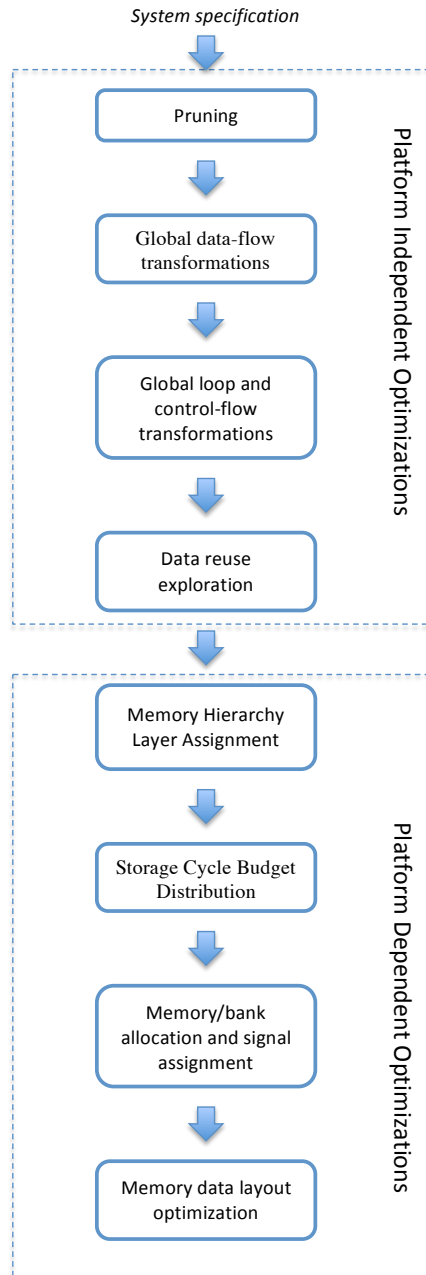 System specification
Pruning
Global data-flow
transformations
Global loop and
control-flow
transformations
Data reuse
exploration
Platform Independent Optimizations
Memory Hierarchy
Layer Assignment
Storage Cycle Budget
Distribution
Memory/bank
allocation and signal
assignment
Memory data layout
optimization
Platform Dependent Optimizations